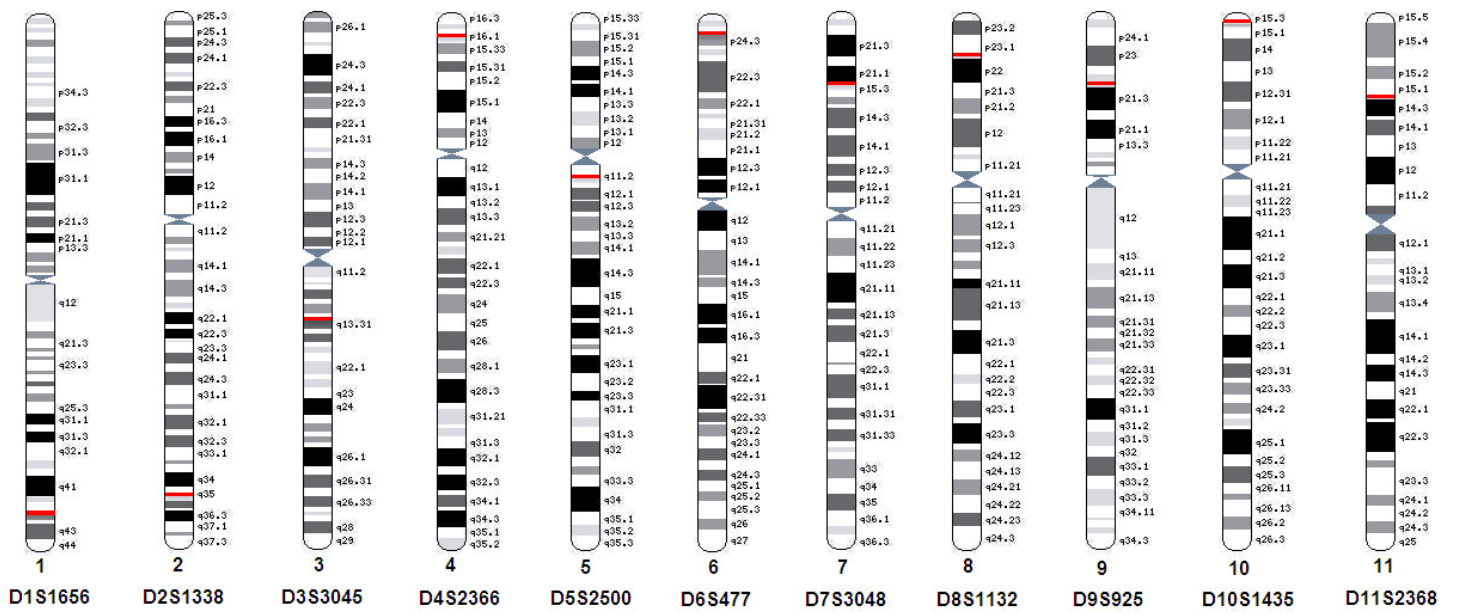 p34.3
p32.3
p31.3
p31.1
p21.3
p21.1
p13.3
q12
q21.3
q23.3
q25.3
q31.1
q31.3
q32.1
q41
q43
q44
1
D1S1656
p25.3
p25.1
p24.3
p24.1
p22.3
p21
p16.3
p16.1
p14
p12
p11.2
q11.2
q14.1
q14.3
q22.1
q22.3
q23.3
q24.1
q24.3
q31.1
q32.1
q32.3
q33.1
q34
q35
q36.3
q37.1
q37.3
2
D2S1338
p26.1
p24.3
p24.1
p22.3
p22.1
p21.31
p14.3
p14.2
p14.1
p13
p12.3
p12.2
p12.1
q11.2
q13.31
q22.1
q23
q24
q26.1
q26.31
q26.33
q28
q29
3
D3S3045
p16.3
p16.1
p15.33
p15.31
p15.2
p15.1
p14
p13
p12
q12
q13.1
q13.2
q13.3
q21.21
q22.1
q22.3
q24
q25
q26
q28.1
q28.3
q31.21
q31.3
q32.1
q32.3
q34.1
q34.3
q35.1
q35.2
4
D4S2366
p15.33
p15.31
p15.2
p15.1
p14.3
p14.1
p13.3
p13.2
p13.1
p12
q11.2
q12.1
q12.3
q13.2
q13.3
q14.1
q14.3
q15
q21.1
q21.3
q23.1
q23.2
q23.3
q31.1
q31.3
q32
q33.3
q34
q35.1
q35.2
q35.3
5
D5S2500
p24.3
p22.3
p22.1
p21.31
p21.2
p21.1
p12.3
p12.1
q12
q13
q14.1
q14.3
q15
q16.1
q16.3
q21
q22.1
q22.31
q22.33
q23.2
q23.3
q24.1
q24.3
q25.1
q25.2
q25.3
q26
q27
6
D6S477
p21.3
p21.1
p15.3
p14.3
p14.1
p12.3
p12.1
p11.2
q11.21
q11.22
q11.23
q21.11
q21.13
q21.3
q22.1
q22.3
q31.1
q31.31
q31.33
q33
q34
q35
q36.1
q36.3
7
D7S3048
p23.2
p23.1
p22
p21.3
p21.2
p12
p11.21
q11.21
q11.23
q12.1
q12.3
q21.11
q21.13
q21.3
q22.1
q22.2
q22.3
q23.1
q23.3
q24.12
q24.13
q24.21
q24.22
q24.23
q24.3
8
D8S1132
p24.1
p23
p21.3
p21.1
p13.3
q12
q13
q21.11
q21.13
q21.31
q21.32
q21.33
q22.31
q22.32
q22.33
q31.1
q31.2
q31.3
q32
q33.1
q33.2
q33.3
q34.11
q34.3
9
D9S925
p15.3
p15.1
p14
p13
p12.31
p12.1
p11.22
p11.21
q11.21
q11.22
q11.23
q21.1
q21.2
q21.3
q22.1
q22.2
q22.3
q23.1
q23.31
q23.33
q24.2
q25.1
q25.2
q25.3
q26.11
q26.13
q26.2
q26.3
10
D10S1435
p15.5
p15.4
p15.2
p15.1
p14.3
p14.1
p13
p12
p11.2
q12.1
q13.1
q13.2
q13.4
q14.1
q14.2
q14.3
q21
q22.1
q22.3
q23.3
q24.1
q24.2
q24.3
q25
11
D11S2368